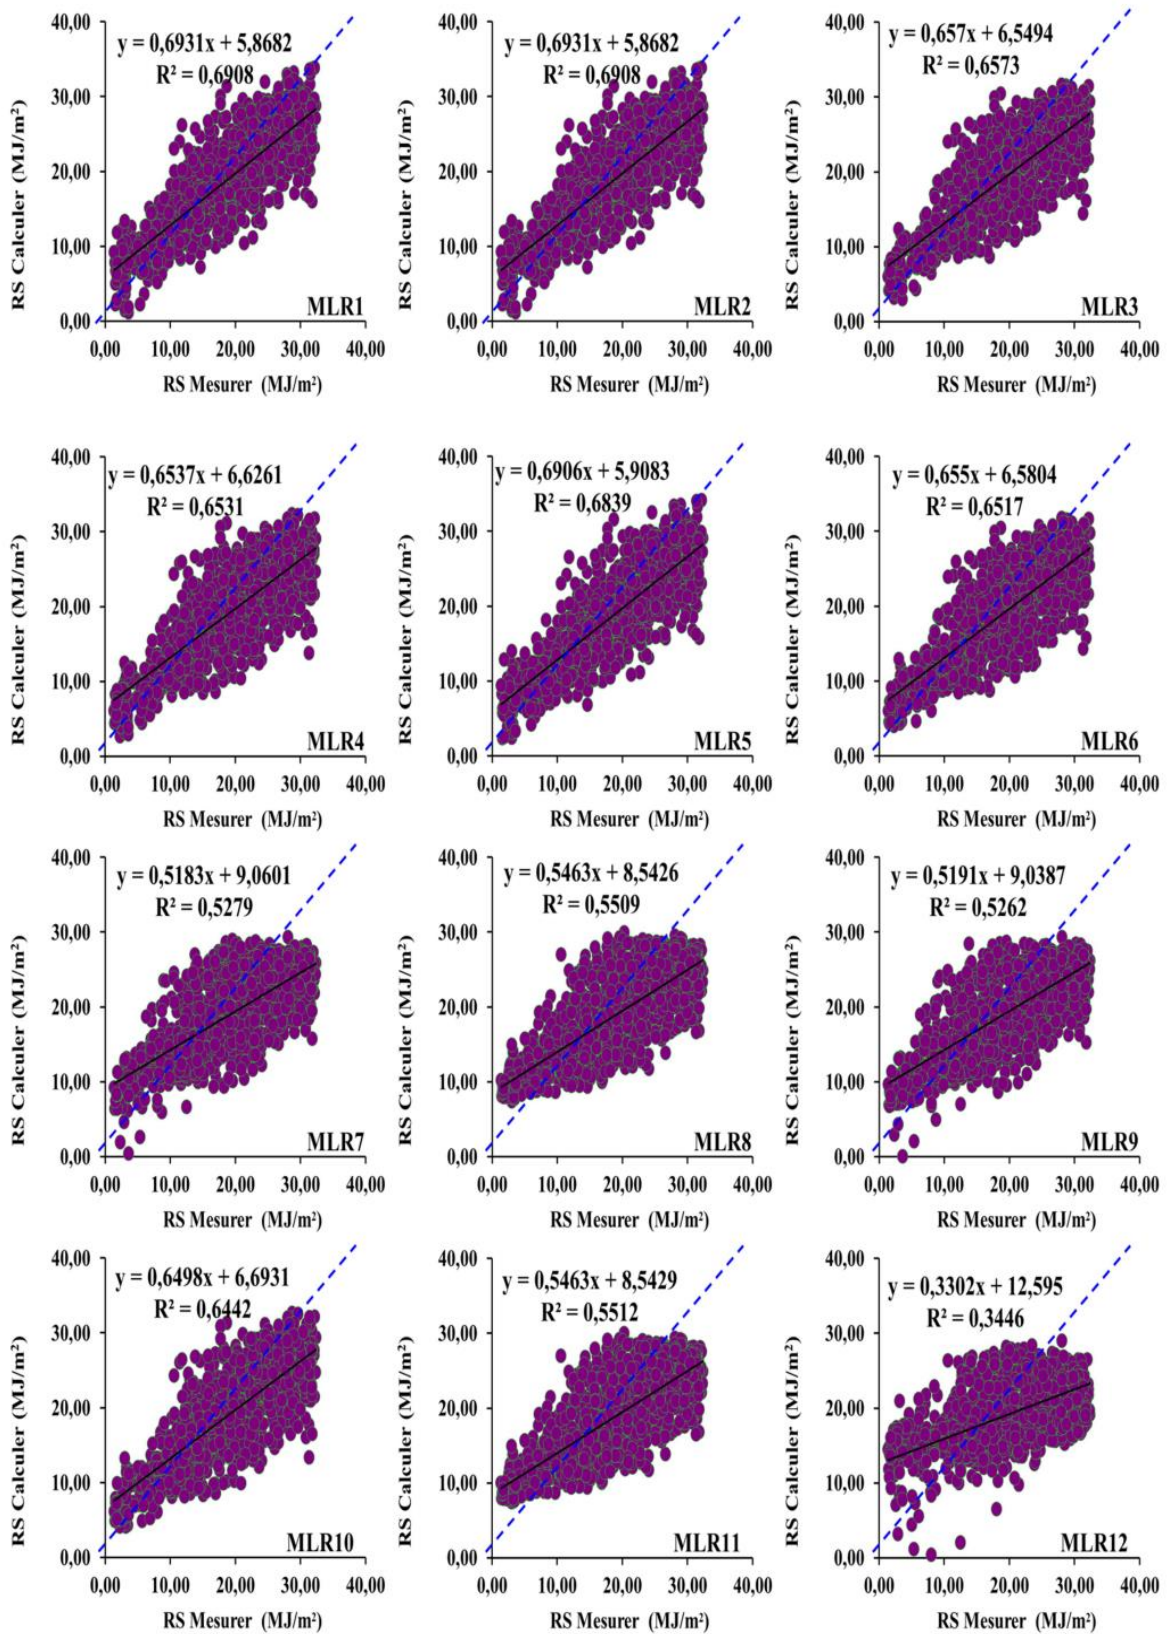 40,00
30,00
20,00
10,00
0,00
RS Calculer (MJ/m²)
y = 0,6931x + 5,8682
R² = 0,6908
MLR1
0,00 10,00 20,00 30,00 40,00
RS Mesurer (MJ/m²)
40,00
30,00
20,00
10,00
0,00
RS Calculer (MJ/m²)
y = 0,6931x + 5,8682
R² = 0,6908
MLR2
0,00 10,00 20,00 30,00 40,00
RS Mesurer (MJ/m²)
40,00
30,00
20,00
10,00
0,00
RS Calculer (MJ/m²)
y = 0,657x + 6,5494
R² = 0,6573
MLR3
0,00 10,00 20,00 30,00 40,00
RS Mesurer (MJ/m²)
40,00
30,00
20,00
10,00
0,00
RS Calculer (MJ/m²)
y = 0,6537x + 6,6261
R² = 0,6531
MLR4
0,00 10,00 20,00 30,00 40,00
RS Mesurer (MJ/m²)
40,00
30,00
20,00
10,00
0,00
RS Calculer (MJ/m²)
y = 0,6906x + 5,9083
R² = 0,6839
MLR5
0,00 10,00 20,00 30,00 40,00
RS Mesurer (MJ/m²)
40,00
30,00
20,00
10,00
0,00
RS Calculer (MJ/m²)
y = 0,655x + 6,5804
R² = 0,6517
MLR6
0,00 10,00 20,00 30,00 40,00
RS Mesurer (MJ/m²)
40,00
30,00
20,00
10,00
0,00
RS Calculer (MJ/m²)
y = 0,5183x + 9,0601
R² = 0,5279
MLR7
0,00 10,00 20,00 30,00 40,00
RS Mesurer (MJ/m²)
40,00
30,00
20,00
10,00
0,00
RS Calculer (MJ/m²)
y = 0,5463x + 8,5426
R² = 0,5509
MLR8
0,00 10,00 20,00 30,00 40,00
RS Mesurer (MJ/m²)
40,00
30,00
20,00
10,00
0,00
RS Calculer (MJ/m²)
y = 0,5191x + 9,0387
R² = 0,5262
MLR9
0,00 10,00 20,00 30,00 40,00
RS Mesurer (MJ/m²)
40,00
30,00
20,00
10,00
0,00
RS Calculer (MJ/m²)
y = 0,6498x + 6,6931
R² = 0,6442
MLR10
0,00 10,00 20,00 30,00 40,00
RS Mesurer (MJ/m²)
40,00
30,00
20,00
10,00
0,00
RS Calculer (MJ/m²)
y = 0,5463x + 8,5429
R² = 0,5512
MLR11
0,00 10,00 20,00 30,00 40,00
RS Mesurer (MJ/m²)
40,00
30,00
20,00
10,00
0,00
RS Calculer (MJ/m²)
y = 0,3302x + 12,595
R² = 0,3446
MLR12
0,00 10,00 20,00 30,00 40,00
RS Mesurer (MJ/m²)